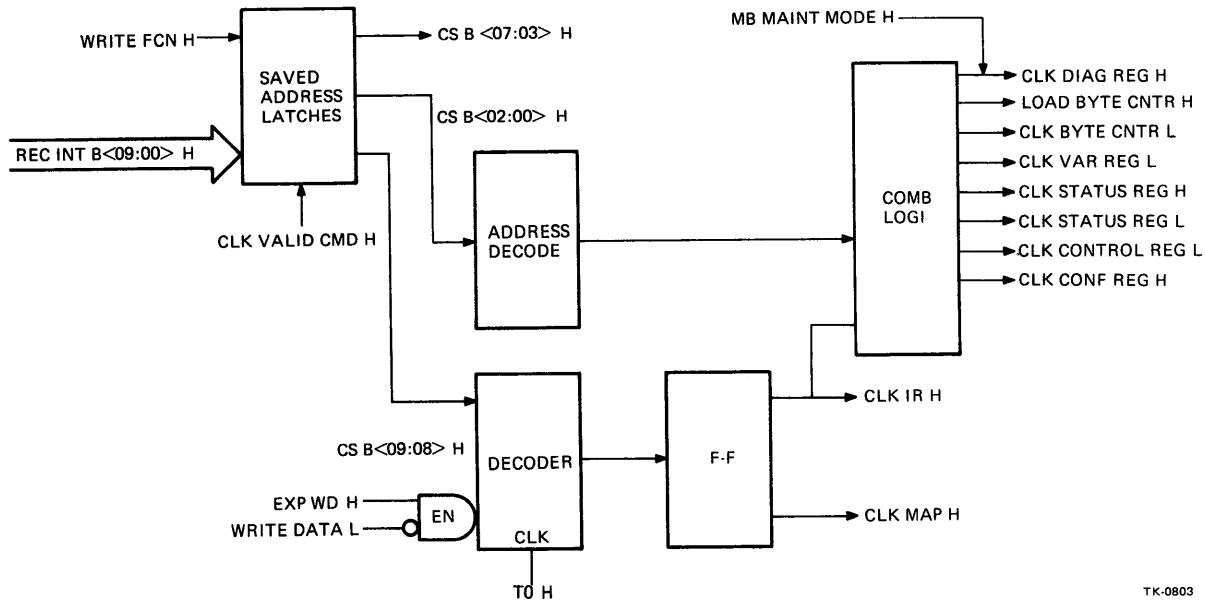 MB MAINT MODE H
WRITE FCN H
CS B <07:03> H
SAVED
ADDRESS
LATCHES
CS B<02:00> H
REC INT B<09:00> H
CLK VALID CMD H
ADDRESS
DECODE
COMB
LOGI
CLK DIAG REG H
LOAD BYTE CNTR H
CLK BYTE CNTR L
CLK VAR REG L
CLK STATUS REG H
CLK STATUS REG L
CLK CONTROL REG L
CLK CONF REG H
CS B<09:08> H
DECODER
F-F
CLK IR H
EXP WD H
EN
WRITE DATA L
CLK
CLK MAP H
T0 H
TK-0803